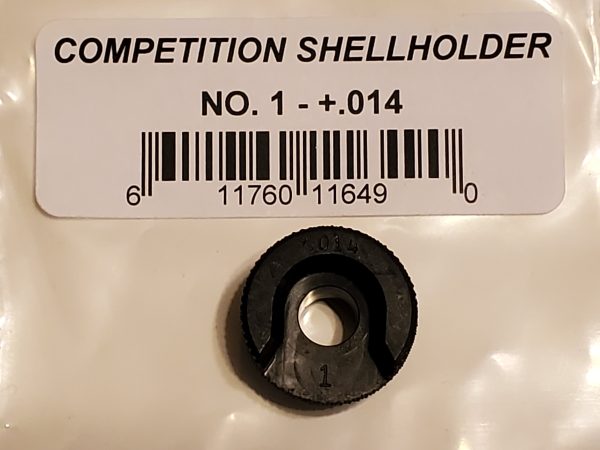 COMPETITION SHELLHOLDER
NO. 1 - +.014
6 11760 11649 0
+.014
1